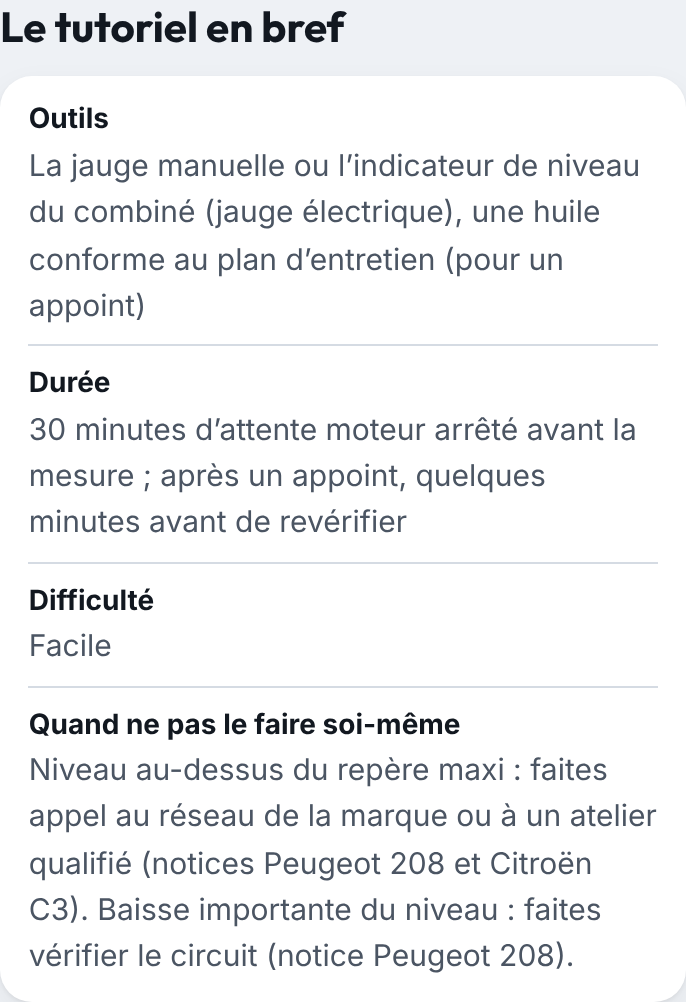 Le tutoriel en bref
Outils
La jauge manuelle ou l’indicateur de niveau
du combiné (jauge électrique), une huile
conforme au plan d’entretien (pour un
appoint)
Durée
30 minutes d’attente moteur arrêté avant la
mesure ; après un appoint, quelques
minutes avant de revérifier
Difficulté
Facile
Quand ne pas le faire soi-même
Niveau au-dessus du repère maxi : faites
appel au réseau de la marque ou à un atelier
qualifié (notices Peugeot 208 et Citroën
C3). Baisse importante du niveau : faites
vérifier le circuit (notice Peugeot 208).